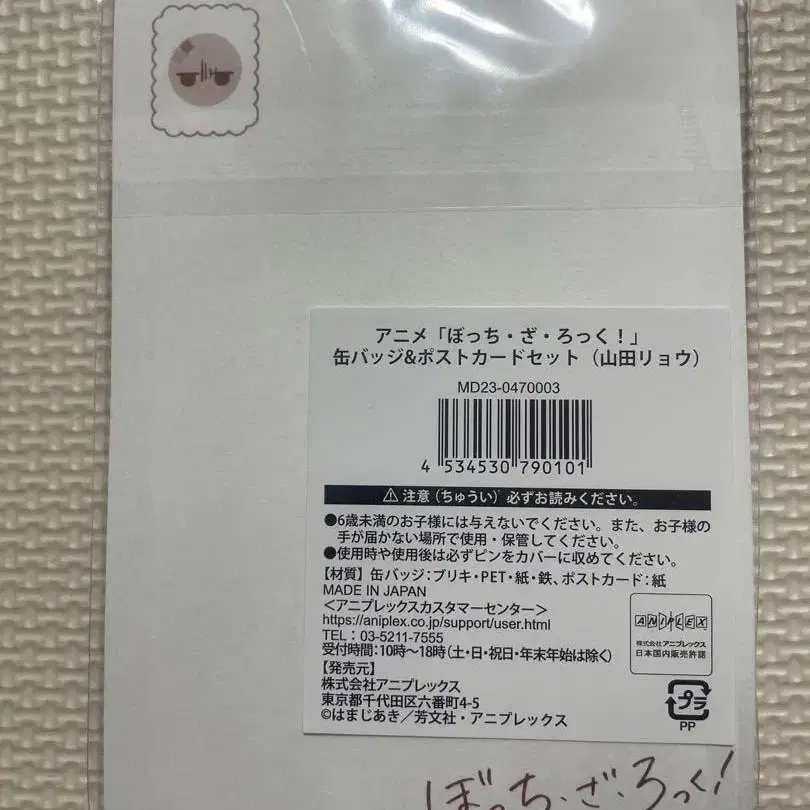 アニメ「ぼっち・ざ・ろっく！」
缶バッジ&ポストカードセット（山田リョウ）
MD23-0470003
4 534530 790101
⚠注意（ちゅうい）必ずお読みください。
●6歳未満のお子様には与えないでください。また、お子様の
手が届かない場所で使用・保管してください。
●使用時や使用後は必ずピンをカバーに収めてください。
【材質】缶バッジ：ブリキ・PET・紙・鉄、ポストカード：紙
MADE IN JAPAN
＜アニプレックスカスタマーセンター＞
https://aniplex.co.jp/support/user.html
TEL：03-5211-7555
受付時間：10時〜18時（土・日・祝日・年末年始は除く）
【発売元】
株式会社アニプレックス
東京都千代田区六番町4-5
©はまじあき／芳文社・アニプレックス
ANIPLEX
株式会社アニプレックス
日本国内販売許諾
プラ
PP
ぼっち・ざ・ろっく！